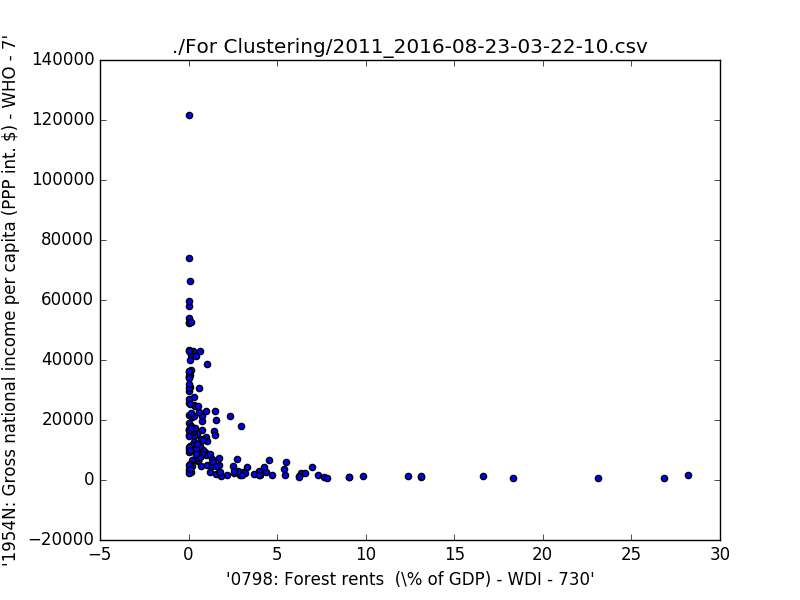 ./For Clustering/2011_2016-08-23-03-22-10.csv
'1954N: Gross national income per capita (PPP int. $) - WHO - 7'
140000
120000
100000
80000
60000
40000
20000
0
−20000
−5 0 5 10 15 20 25 30
'0798: Forest rents  (\% of GDP) - WDI - 730'